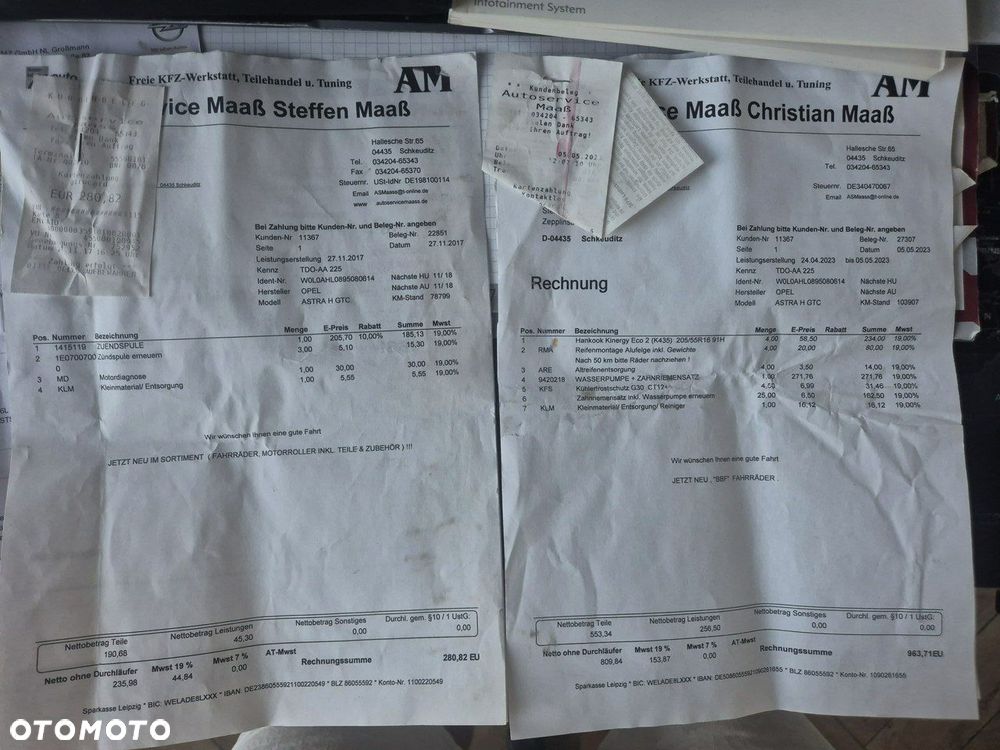 Infotainment System
MZ GmbH NL Großmann
Freie KFZ-Werkstatt, Teilehandel u. Tuning
AM
vice Maaß Steffen Maaß
Hallesche Str.65
04435 Schkeuditz
Tel. 034204-65343
Fax 034204-65370
Steuernr. USt-IdNr DE198100114
Email ASMaass@t-online.de
www autoservicemaass.de
04435 Schkeuditz
Kartenzahlung
girocard
EUR 280,82
Bei Zahlung bitte Kunden-Nr. und Beleg-Nr. angeben
Kunden-Nr 11367 Beleg-Nr. 22851
Seite 1 Datum 27.11.2017
Leistungserstellung 27.11.2017
Kennz TDO-AA 225
Ident-Nr. W0L0AHL0895080614 Nächste HU 11/ 18
Hersteller OPEL Nächste AU 11/ 18
Modell ASTRA H GTC KM-Stand 78799
Pos. Nummer Bezeichnung Menge E-Preis Rabatt Summe Mwst
1 1415119 ZUENDSPULE 1,00 205,70 10,00% 185,13 19,00%
2 1E0700700 Zündspule erneuern 3,00 5,10 15,30 19,00%
0
3 MD Motordiagnose 1,00 30,00 30,00 19,00%
4 KLM Kleinmaterial/ Entsorgung 1,00 5,55 5,55 19,00%
Wir wünschen Ihnen eine gute Fahrt
JETZT NEU IM SORTIMENT ( FAHRRÄDER, MOTORROLLER INKL. TEILE & ZUBEHÖR ) !!!
Nettobetrag Teile Nettobetrag Leistungen Nettobetrag Sonstiges Durchl. gem. §10 / 1 UstG:
190,68 45,30 0,00 0,00
Netto ohne Durchläufer Mwst 19 % Mwst 7 % AT-Mwst Rechnungssumme 280,82 EU
235,98 44,84 0,00
Sparkasse Leipzig * BIC: WELADE8LXXX * IBAN: DE23860555921100220549 * BLZ 86055592 * Konto-Nr. 1100220549
Kundenbeleg
Autoservice
Maaß
034204 - 65343
Vielen Dank
Ihren Auftrag!
05.05.202
Kartenzahlung
kontaktlos
e KFZ-Werkstatt, Teilehandel u. Tuning
AM
ce Maaß Christian Maaß
Hallesche Str.65
04435 Schkeuditz
Tel. 034204-65343
Steuernr. DE340470067
Email ASMaass@t-online.de
Zepplins
D-04435 Schkeuditz
Rechnung
Bei Zahlung bitte Kunden-Nr. und Beleg-Nr. angeben
Kunden-Nr 11367 Beleg-Nr. 27307
Seite 1 Datum 05.05.2023
Leistungserstellung 24.04.2023 bis 05.05.2023
Kennz TDO-AA 225
Ident-Nr. W0L0AHL0895080614 Nächste HU
Hersteller OPEL Nächste AU
Modell ASTRA H GTC KM-Stand 103907
Pos. Nummer Bezeichnung Menge E-Preis Rabatt Summe Mwst
1 Hankook Kinergy Eco 2 (K435) 205/55R16 91H 4,00 58,50 234,00 19,00%
2 RMA Reifenmontage Alufelge inkl. Gewichte 4,00 20,00 80,00 19,00%
Nach 50 km bitte Räder nachziehen !
3 ARE Altreifenentsorgung 4,00 3,50 14,00 19,00%
4 9420218 WASSERPUMPE + ZAHNRIEMENSATZ 1,00 271,76 271,76 19,00%
5 KFS Kühlerfrostschutz G30 CT12+ 4,50 6,99 31,46 19,00%
6 Zahnriemensatz inkl. Wasserpumpe erneuern 25,00 6,50 162,50 19,00%
7 KLM Kleinmaterial/ Entsorgung/ Reiniger 1,00 16,12 16,12 19,00%
Wir wünschen Ihnen eine gute Fahrt
JETZT NEU , "BBF" FAHRRÄDER .
Nettobetrag Teile Nettobetrag Leistungen Nettobetrag Sonstiges Durchl. gem. §10 / 1 UstG:
553,34 256,50 0,00 0,00
Netto ohne Durchläufer Mwst 19 % Mwst 7 % AT-Mwst Rechnungssumme 963,71EU
809,84 153,87 0,00
Sparkasse Leipzig * BIC: WELADE8LXXX * IBAN: DE50860555921090261655 * BLZ 86055592 * Konto-Nr. 1090261655
OTOMOTO